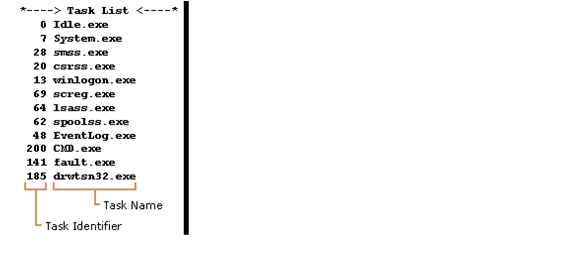 *----> Task List <----*
0 Idle.exe
7 System.exe
28 smss.exe
20 csrss.exe
13 winlogon.exe
69 screg.exe
64 lsass.exe
62 spoolss.exe
48 EventLog.exe
200 CMD.exe
141 fault.exe
185 drwtsn32.exe
Task Name
Task Identifier